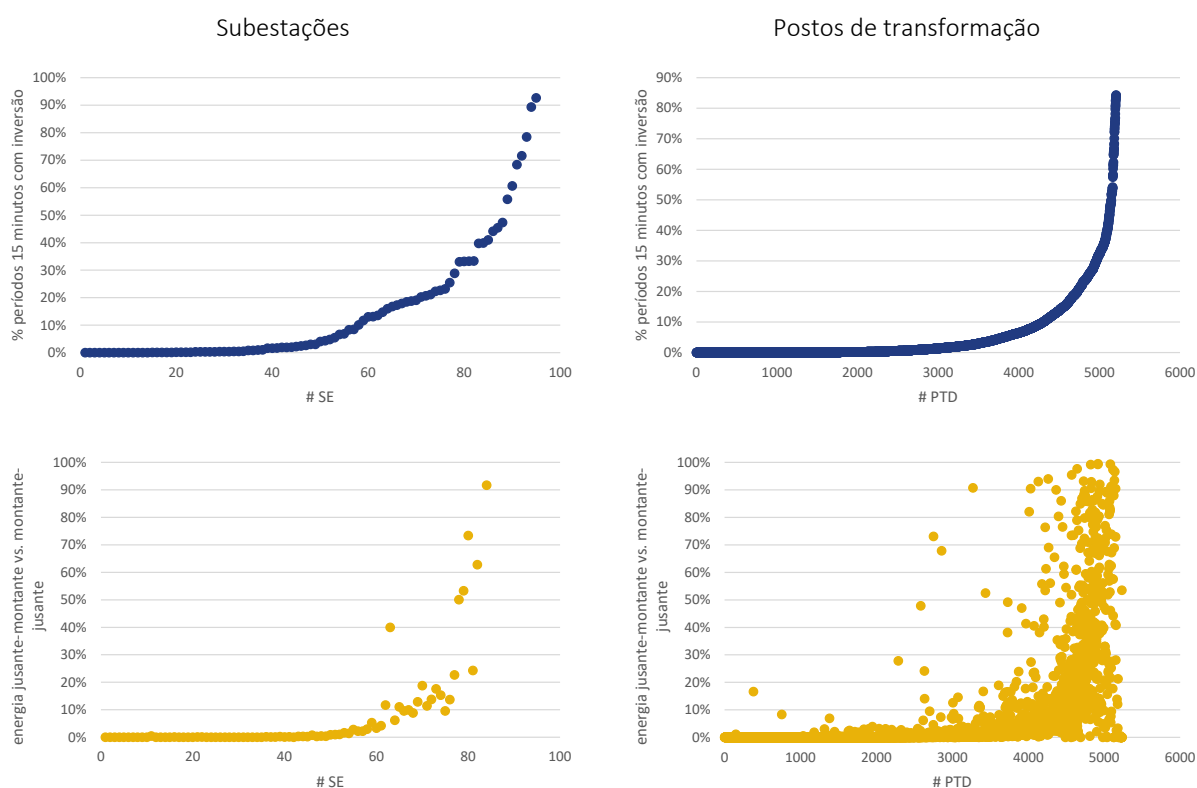 Subestações
Postos de transformação
% períodos 15 minutos com inversão
100%
90%
80%
70%
60%
50%
40%
30%
20%
10%
0%
0 20 40 60 80 100
# SE
% períodos 15 minutos com inversão
90%
80%
70%
60%
50%
40%
30%
20%
10%
0%
0 1000 2000 3000 4000 5000 6000
# PTD
energia jusante-montante vs. montante-
jusante
100%
90%
80%
70%
60%
50%
40%
30%
20%
10%
0%
0 20 40 60 80 100
# SE
energia jusante-montante vs. montante-
jusante
100%
90%
80%
70%
60%
50%
40%
30%
20%
10%
0%
0 1000 2000 3000 4000 5000 6000
# PTD